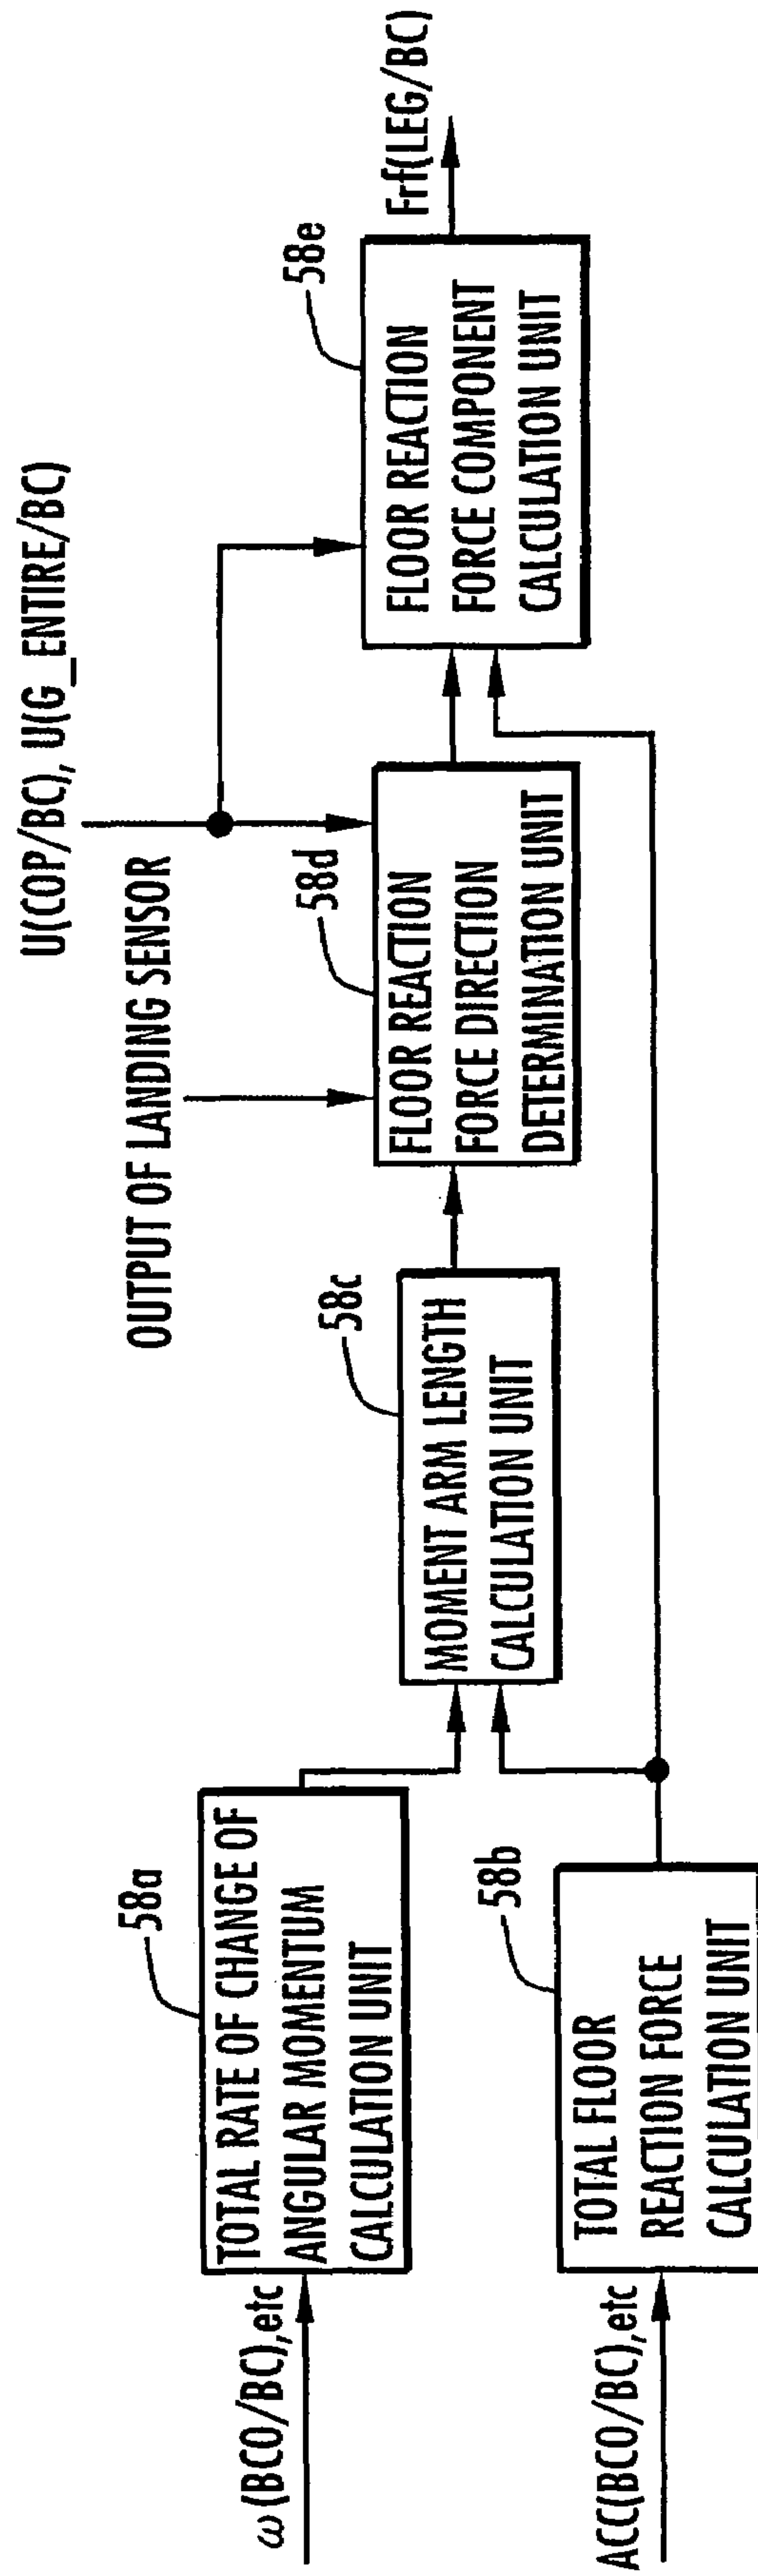 ω(BCO/BC),etc
58a
TOTAL RATE OF CHANGE OF
ANGULAR MOMENTUM
CALCULATION UNIT
ACC(BCO/BC),etc
58b
TOTAL FLOOR
REACTION FORCE
CALCULATION UNIT
58c
MOMENT ARM LENGTH
CALCULATION UNIT
OUTPUT OF LANDING SENSOR
U(COP/BC), U(G_ENTIRE/BC)
58d
FLOOR REACTION
FORCE DIRECTION
DETERMINATION UNIT
58e
FLOOR REACTION
FORCE COMPONENT
CALCULATION UNIT
Frf(LEG/BC)